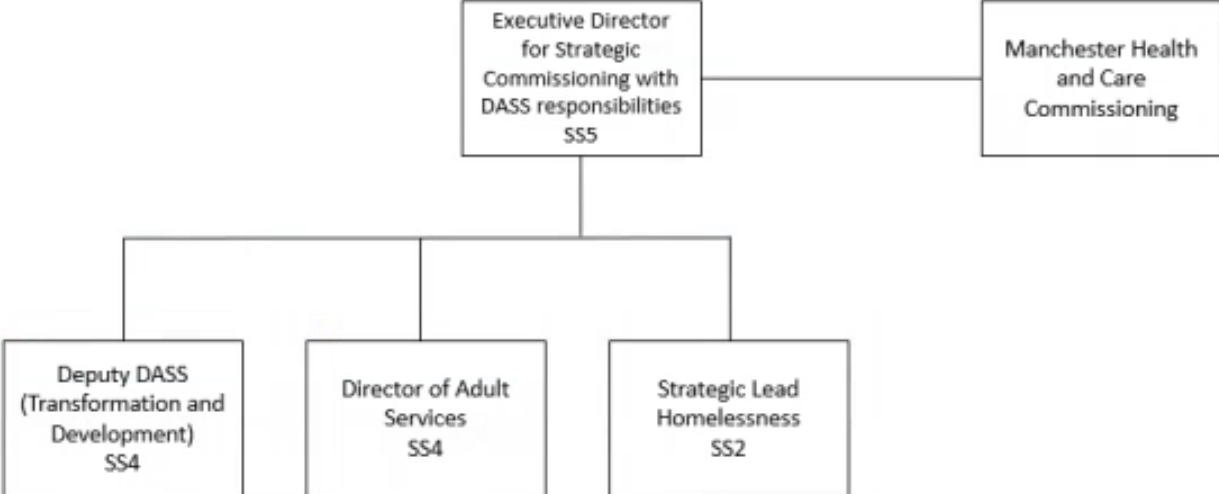 Executive Director
for Strategic
Commissioning with
DASS responsibilities
SS5
Manchester Health
and Care
Commissioning
Deputy DASS
(Transformation and
Development)
SS4
Director of Adult
Services
SS4
Strategic Lead
Homelessness
SS2